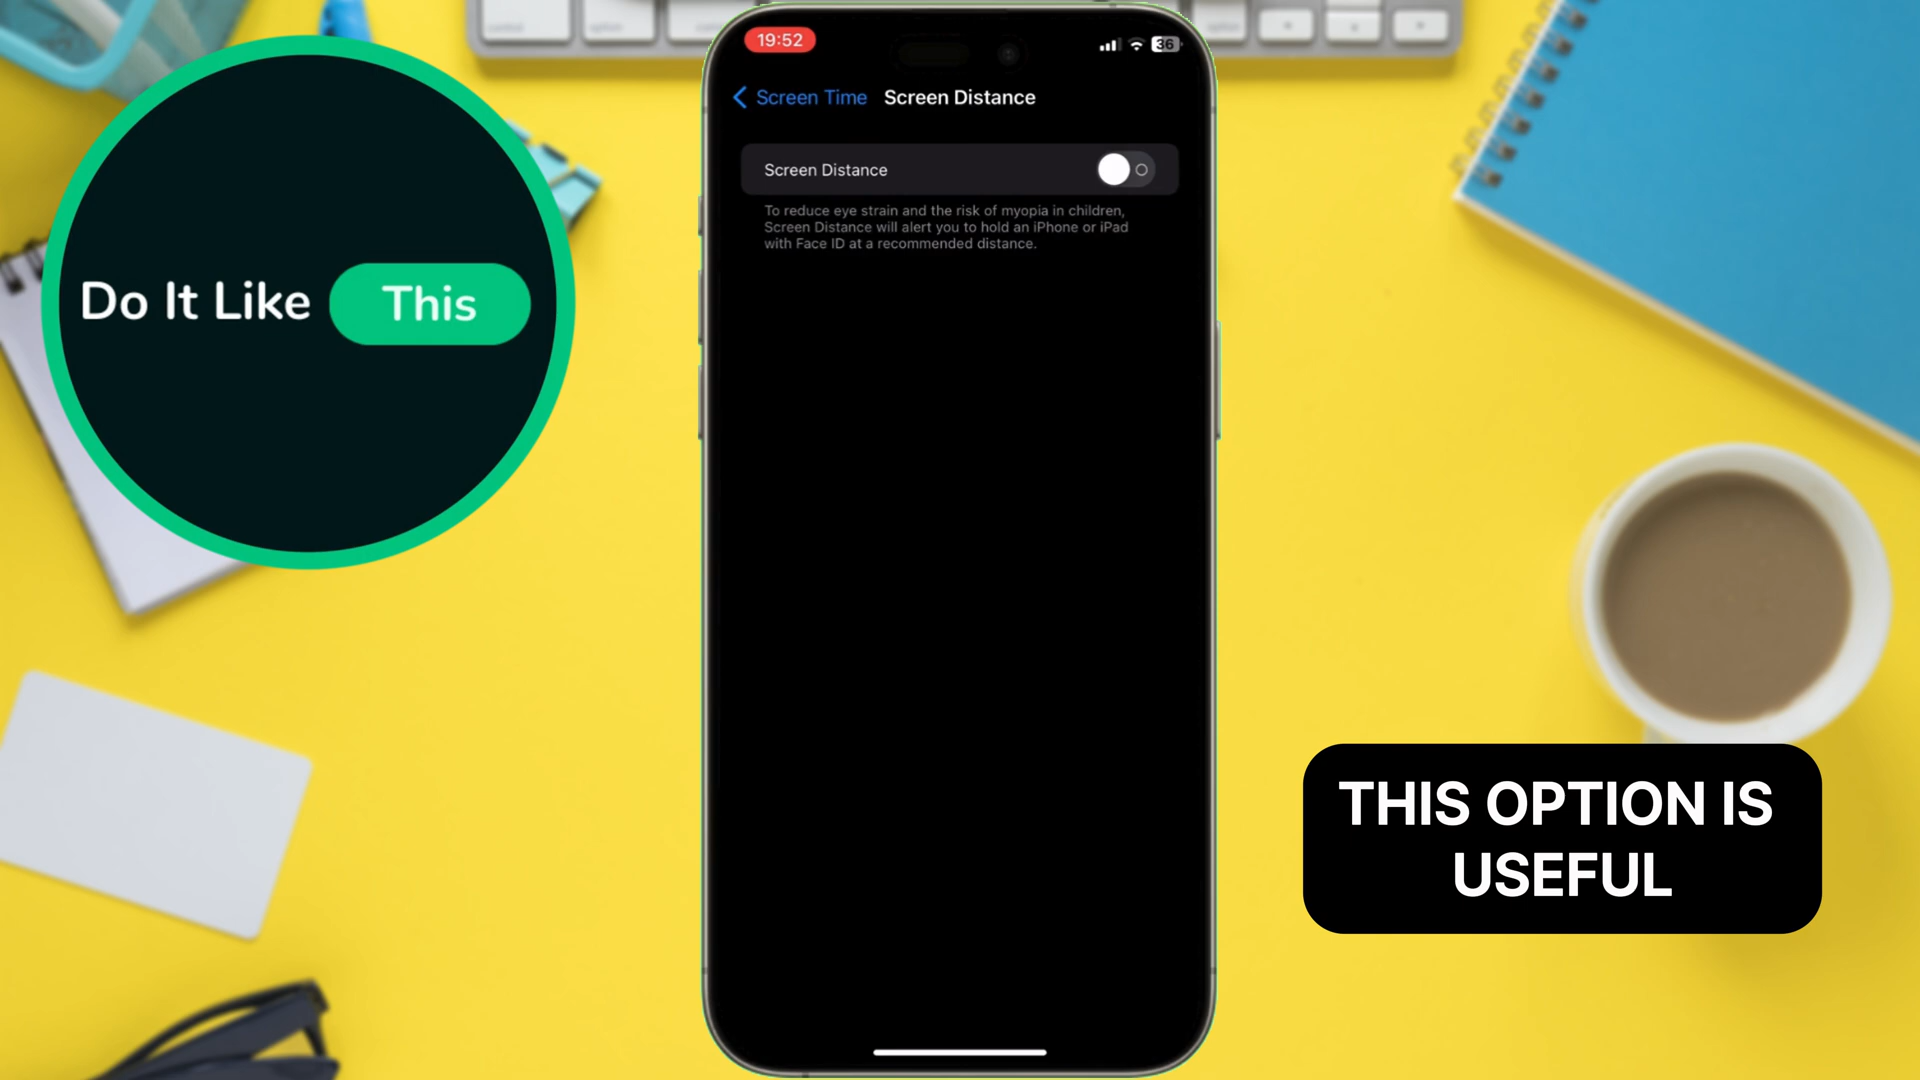 19:52
36
Screen Time
Screen Distance
Screen Distance
To reduce eye strain and the risk of myopia in children,
Screen Distance will alert you to hold an iPhone or iPad
with Face ID at a recommended distance.
Do It Like This
THIS OPTION IS
USEFUL